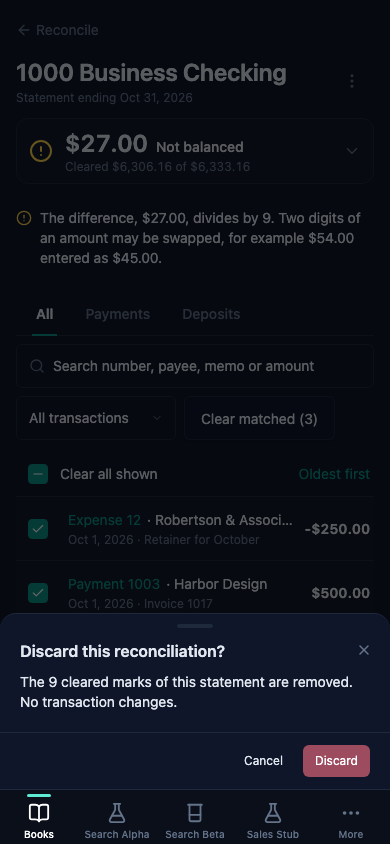 Reconcile
1000 Business Checking
Statement ending Oct 31, 2026
$27.00 Not balanced
Cleared $6,306.16 of $6,333.16
The difference, $27.00, divides by 9. Two digits of
an amount may be swapped, for example $54.00
entered as $45.00.
All Payments Deposits
Search number, payee, memo or amount
All transactions Clear matched (3)
Clear all shown Oldest first
Expense 12 · Robertson & Associ... -$250.00
Oct 1, 2026 · Retainer for October
Payment 1003 · Harbor Design $500.00
Oct 1, 2026 · Invoice 1017
Discard this reconciliation?
The 9 cleared marks of this statement are removed.
No transaction changes.
Cancel Discard
Books Search Alpha Search Beta Sales Stub More